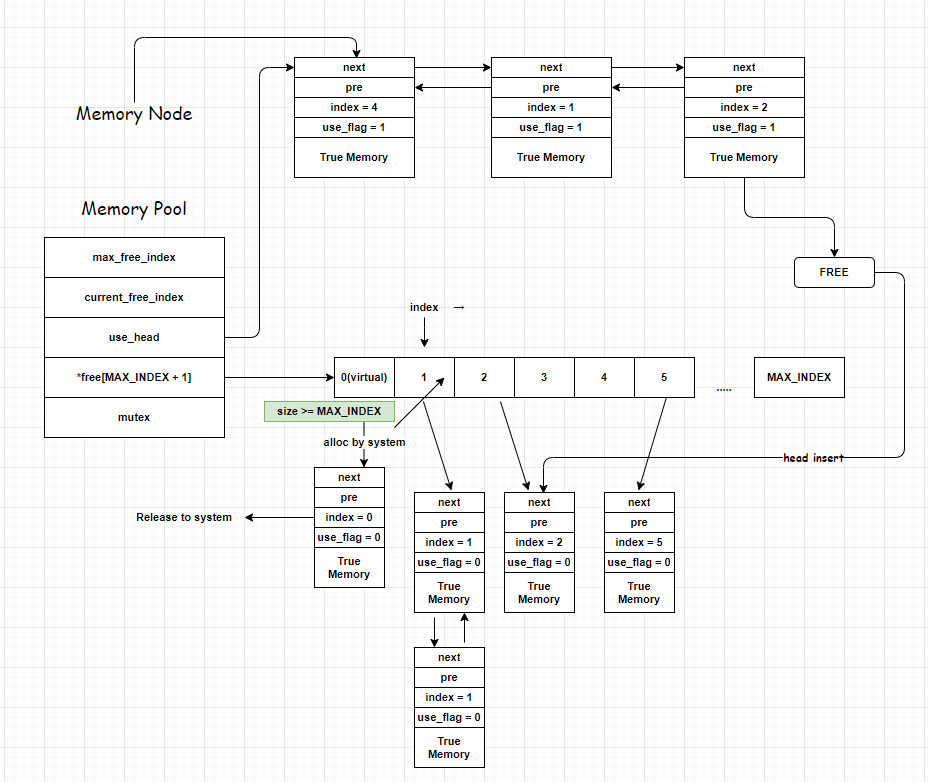 next
pre
index = 4
use_flag = 1
True Memory
next
pre
index = 1
use_flag = 1
True Memory
next
pre
index = 2
use_flag = 1
True Memory
Memory Node
Memory Pool
max_free_index
current_free_index
use_head
*free[MAX_INDEX + 1]
mutex
FREE
index →
0(virtual)
1
2
3
4
5
.....
MAX_INDEX
size >= MAX_INDEX
alloc by system
head insert
next
pre
index = 0
use_flag = 0
True
Memory
Release to system
next
pre
index = 1
use_flag = 0
True
Memory
next
pre
index = 2
use_flag = 0
True
Memory
next
pre
index = 5
use_flag = 0
True
Memory
next
pre
index = 1
use_flag = 0
True
Memory